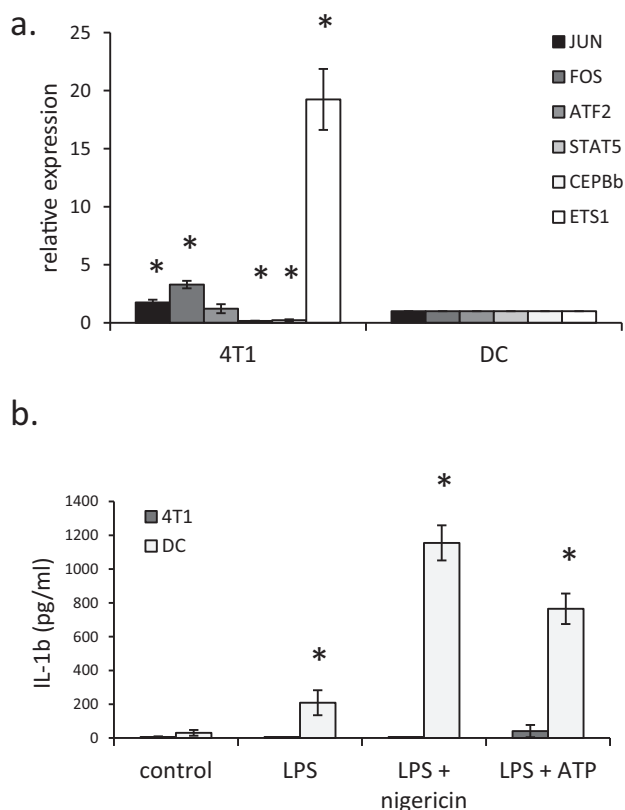 a.
*
25
20
15
10
5
0
relative expression
* * * *
JUN
FOS
ATF2
STAT5
CEPBb
ETS1
4T1 DC
b.
1400
1200
1000
800
600
400
200
0
IL-1b (pg/ml)
4T1
DC
* * *
control LPS LPS + LPS + ATP
nigericin